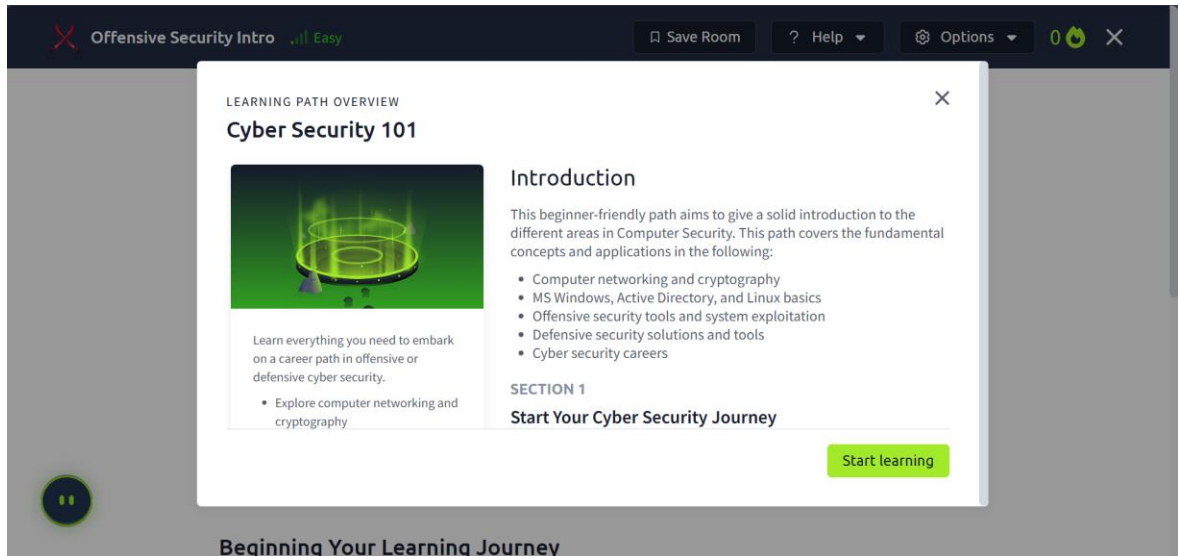 Offensive Security Intro Easy Save Room ? Help Options 0
LEARNING PATH OVERVIEW
Cyber Security 101
Introduction
This beginner-friendly path aims to give a solid introduction to the
different areas in Computer Security. This path covers the fundamental
concepts and applications in the following:
• Computer networking and cryptography
• MS Windows, Active Directory, and Linux basics
• Offensive security tools and system exploitation
• Defensive security solutions and tools
• Cyber security careers
Learn everything you need to embark
on a career path in offensive or
defensive cyber security.
• Explore computer networking and
cryptography
SECTION 1
Start Your Cyber Security Journey
Start learning
Beginning Your Learning Journey